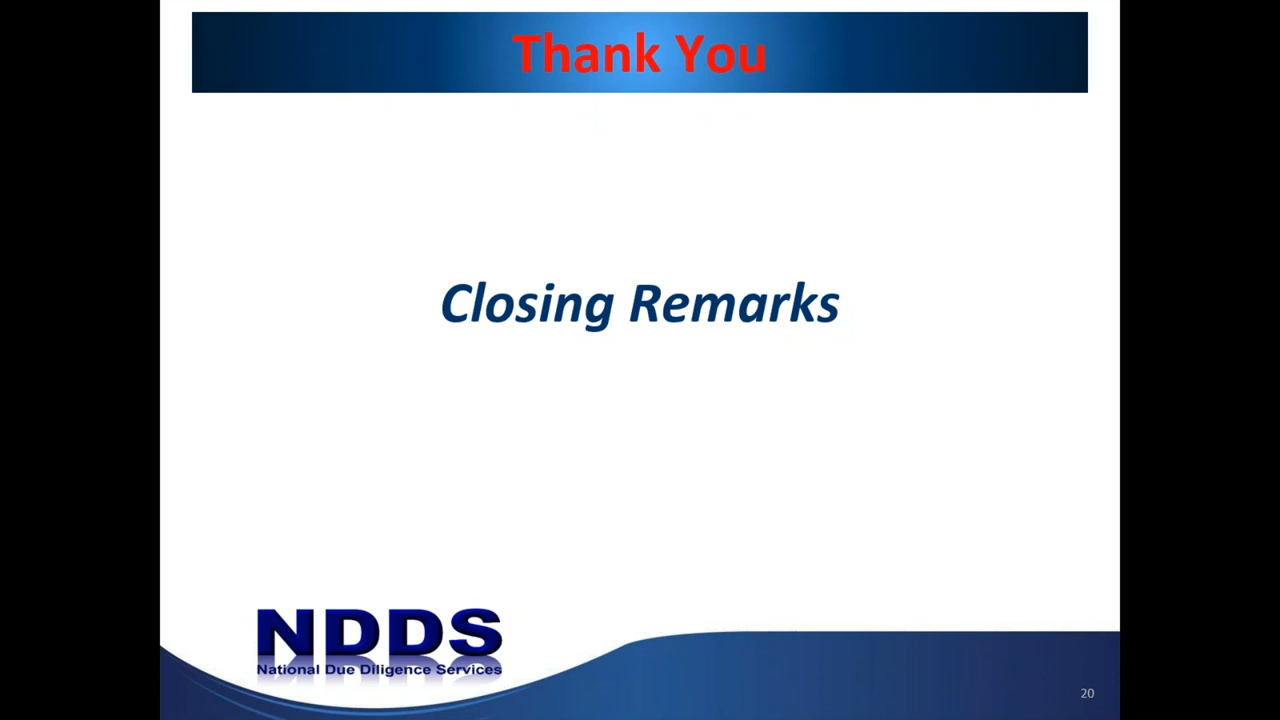 Thank You
Closing Remarks
NDDS
National Due Diligence Services
20